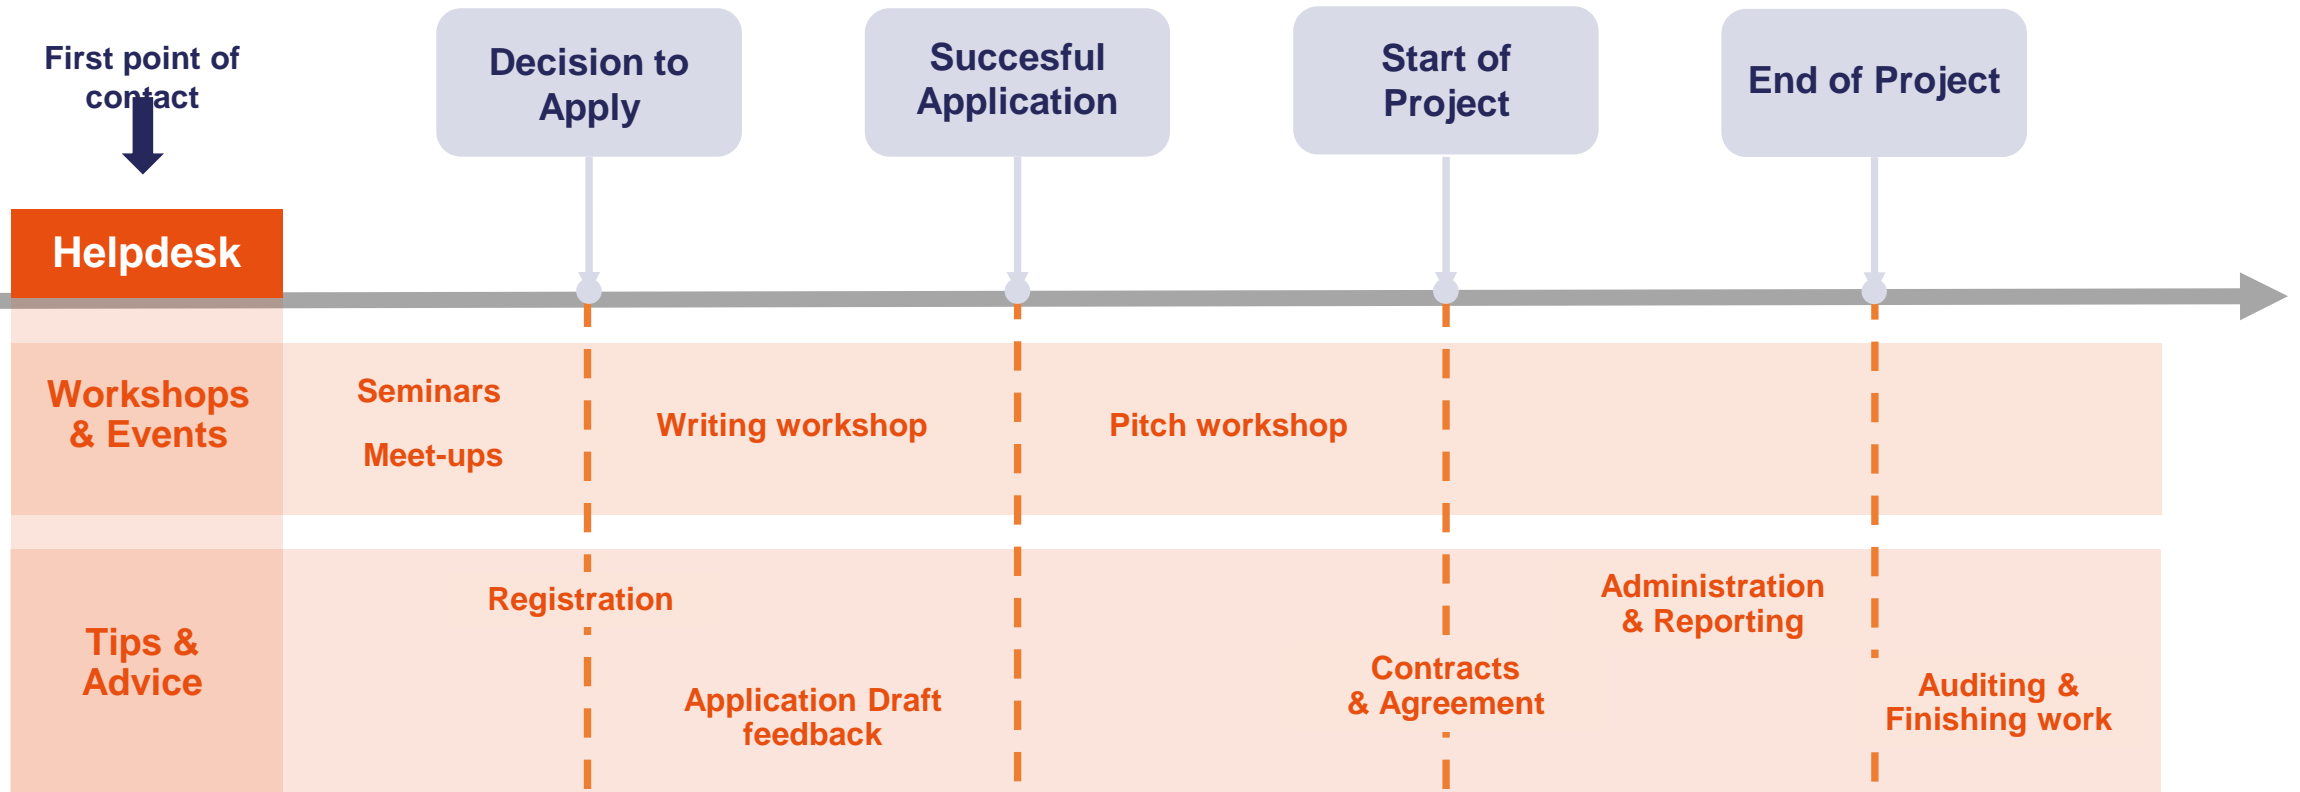 First point of
contact
Decision to
Apply
Succesful
Application
Start of
Project
End of Project
Helpdesk
Workshops
& Events
Seminars
Meet-ups
Writing workshop
Pitch workshop
Tips &
Advice
Registration
Application Draft
feedback
Contracts
& Agreement
Administration
& Reporting
Auditing &
Finishing work